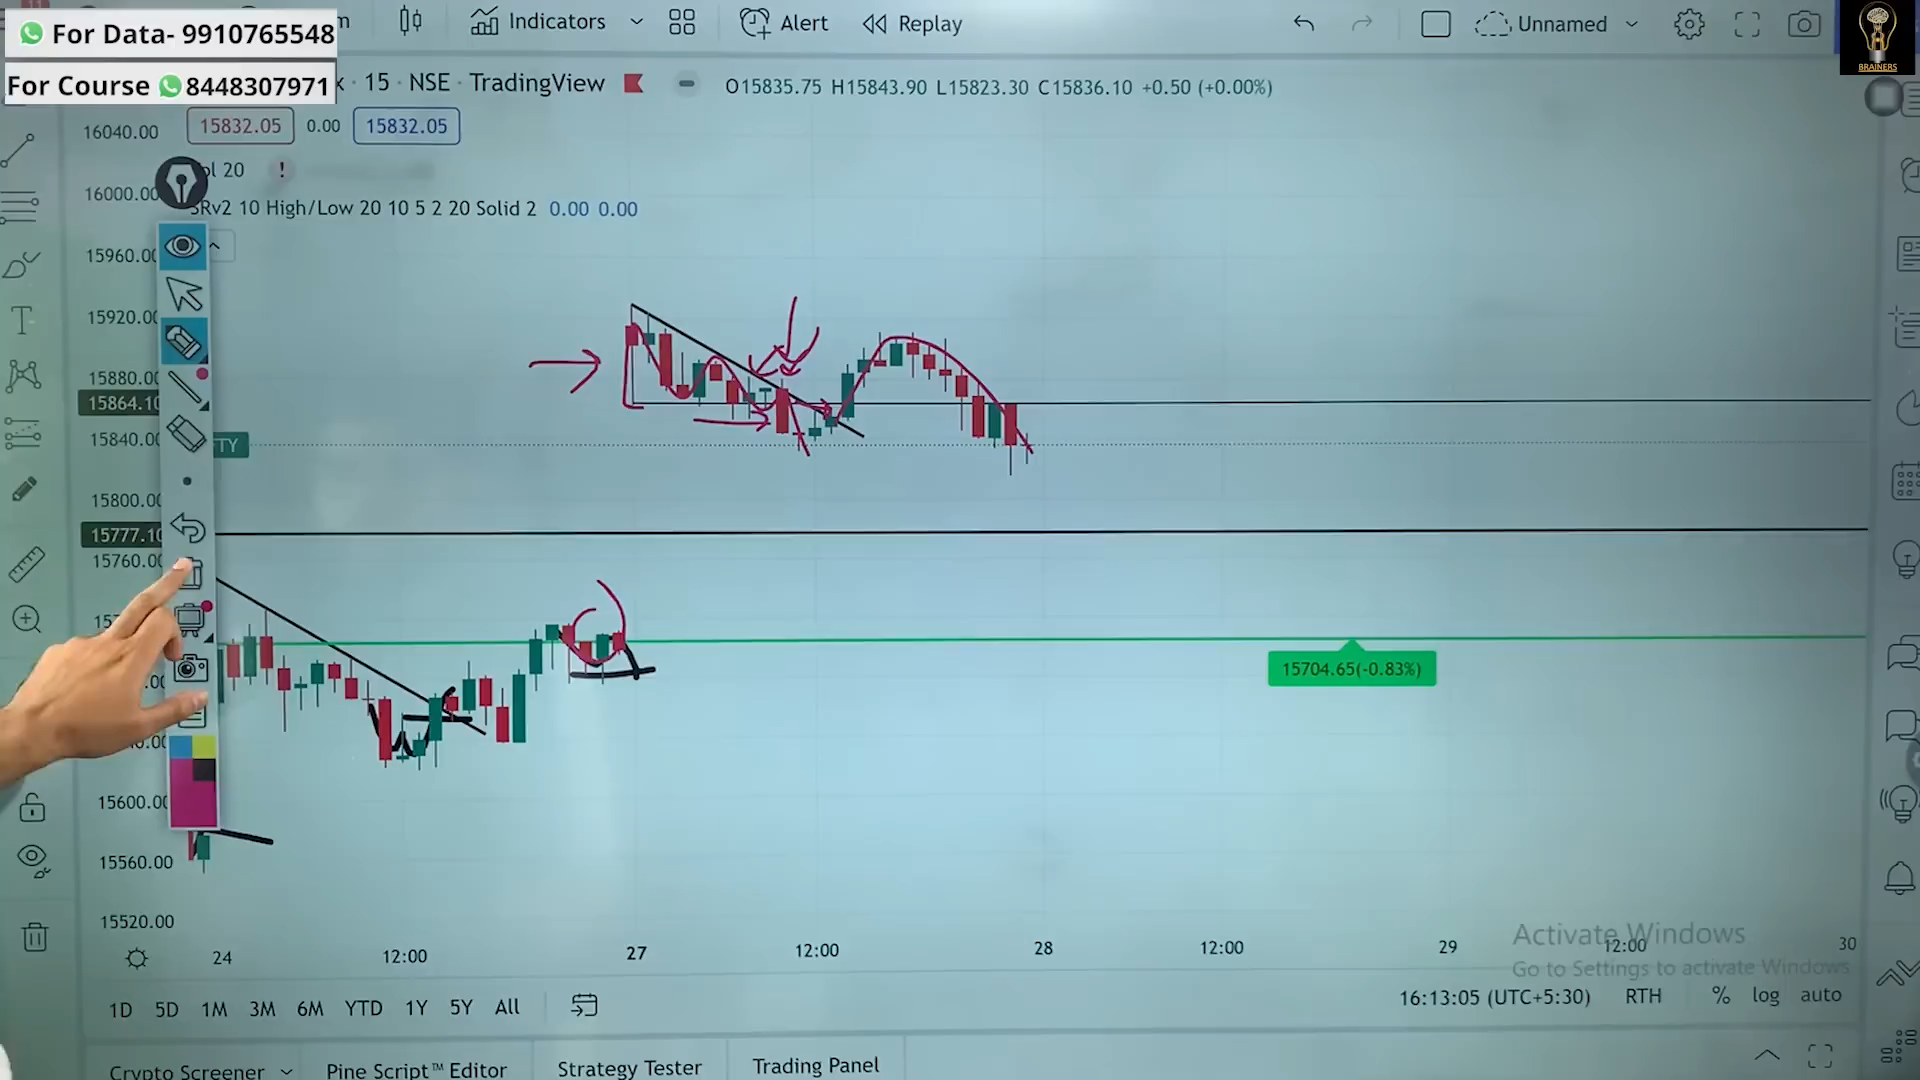 For Data- 9910765548
Indicators
Alert
Replay
Unnamed
BRAINERS
For Course 8448307971
15 · NSE · TradingView
O15835.75 H15843.90 L15823.30 C15836.10 +0.50 (+0.00%)
16040.00
15832.05 0.00 15832.05
ol 20 !
16000.00
SRv2 10 High/Low 20 10 5 2 20 Solid 2 0.00 0.00
15960.00
15920.00
15880.00
15864.10
15840.00
TY
15800.00
15777.10
15760.00
15704.65(-0.83%)
15600.00
15560.00
15520.00
Activate Windows
Go to Settings to activate Windows.
24 12:00 27 12:00 28 12:00 29 12:00 30
1D 5D 1M 3M 6M YTD 1Y 5Y All
16:13:05 (UTC+5:30) RTH % log auto
Crypto Screener Pine Script™ Editor Strategy Tester Trading Panel